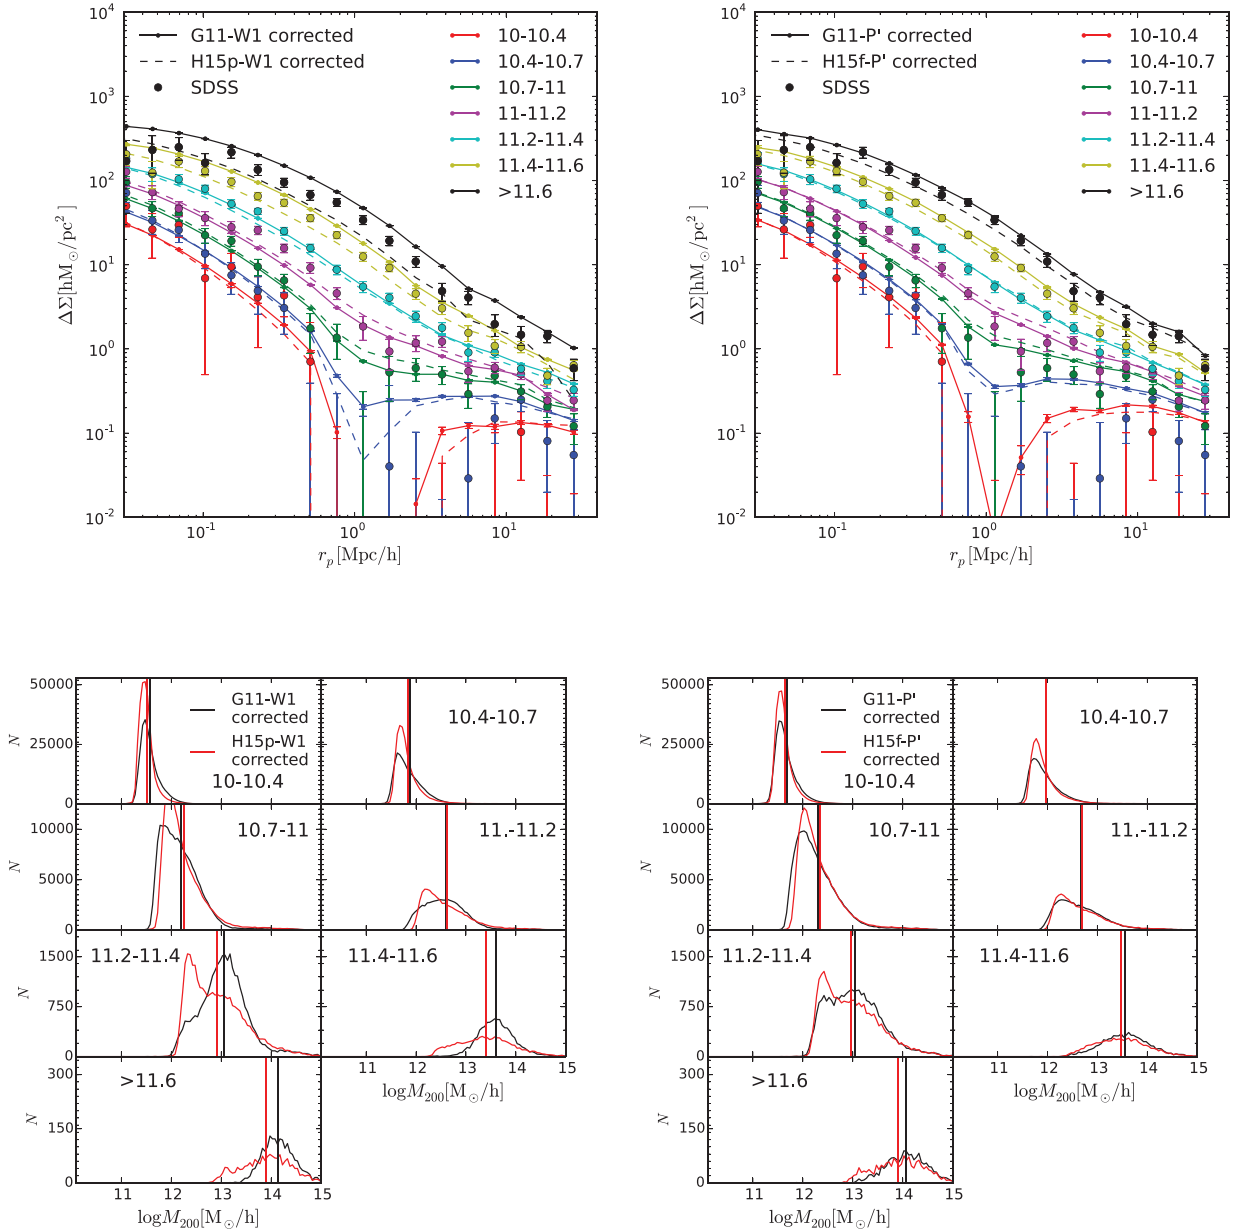 10^4
10^3
10^2
10^1
10^0
10^-1
10^-2
ΔΣ[hM⊙/pc^2]
G11-W1 corrected
H15p-W1 corrected
SDSS
10-10.4
10.4-10.7
10.7-11
11-11.2
11.2-11.4
11.4-11.6
>11.6
10^-1
10^0
10^1
r_p[Mpc/h]
10^4
10^3
10^2
10^1
10^0
10^-1
10^-2
ΔΣ[hM⊙/pc^2]
G11-P' corrected
H15f-P' corrected
SDSS
10-10.4
10.4-10.7
10.7-11
11-11.2
11.2-11.4
11.4-11.6
>11.6
10^-1
10^0
10^1
r_p[Mpc/h]
50000
25000
0
N
G11-W1
corrected
H15p-W1
corrected
10-10.4
10.4-10.7
10000
5000
0
N
10.7-11
11.-11.2
1500
750
0
N
11.2-11.4
11.4-11.6
11 12 13 14 15
logM_200[M⊙/h]
300
150
0
N
>11.6
11 12 13 14 15
logM_200[M⊙/h]
50000
25000
0
N
G11-P'
corrected
H15f-P'
corrected
10-10.4
10.4-10.7
10000
5000
0
N
10.7-11
11.-11.2
1500
750
0
N
11.2-11.4
11.4-11.6
11 12 13 14 15
logM_200[M⊙/h]
300
150
0
N
>11.6
11 12 13 14 15
logM_200[M⊙/h]